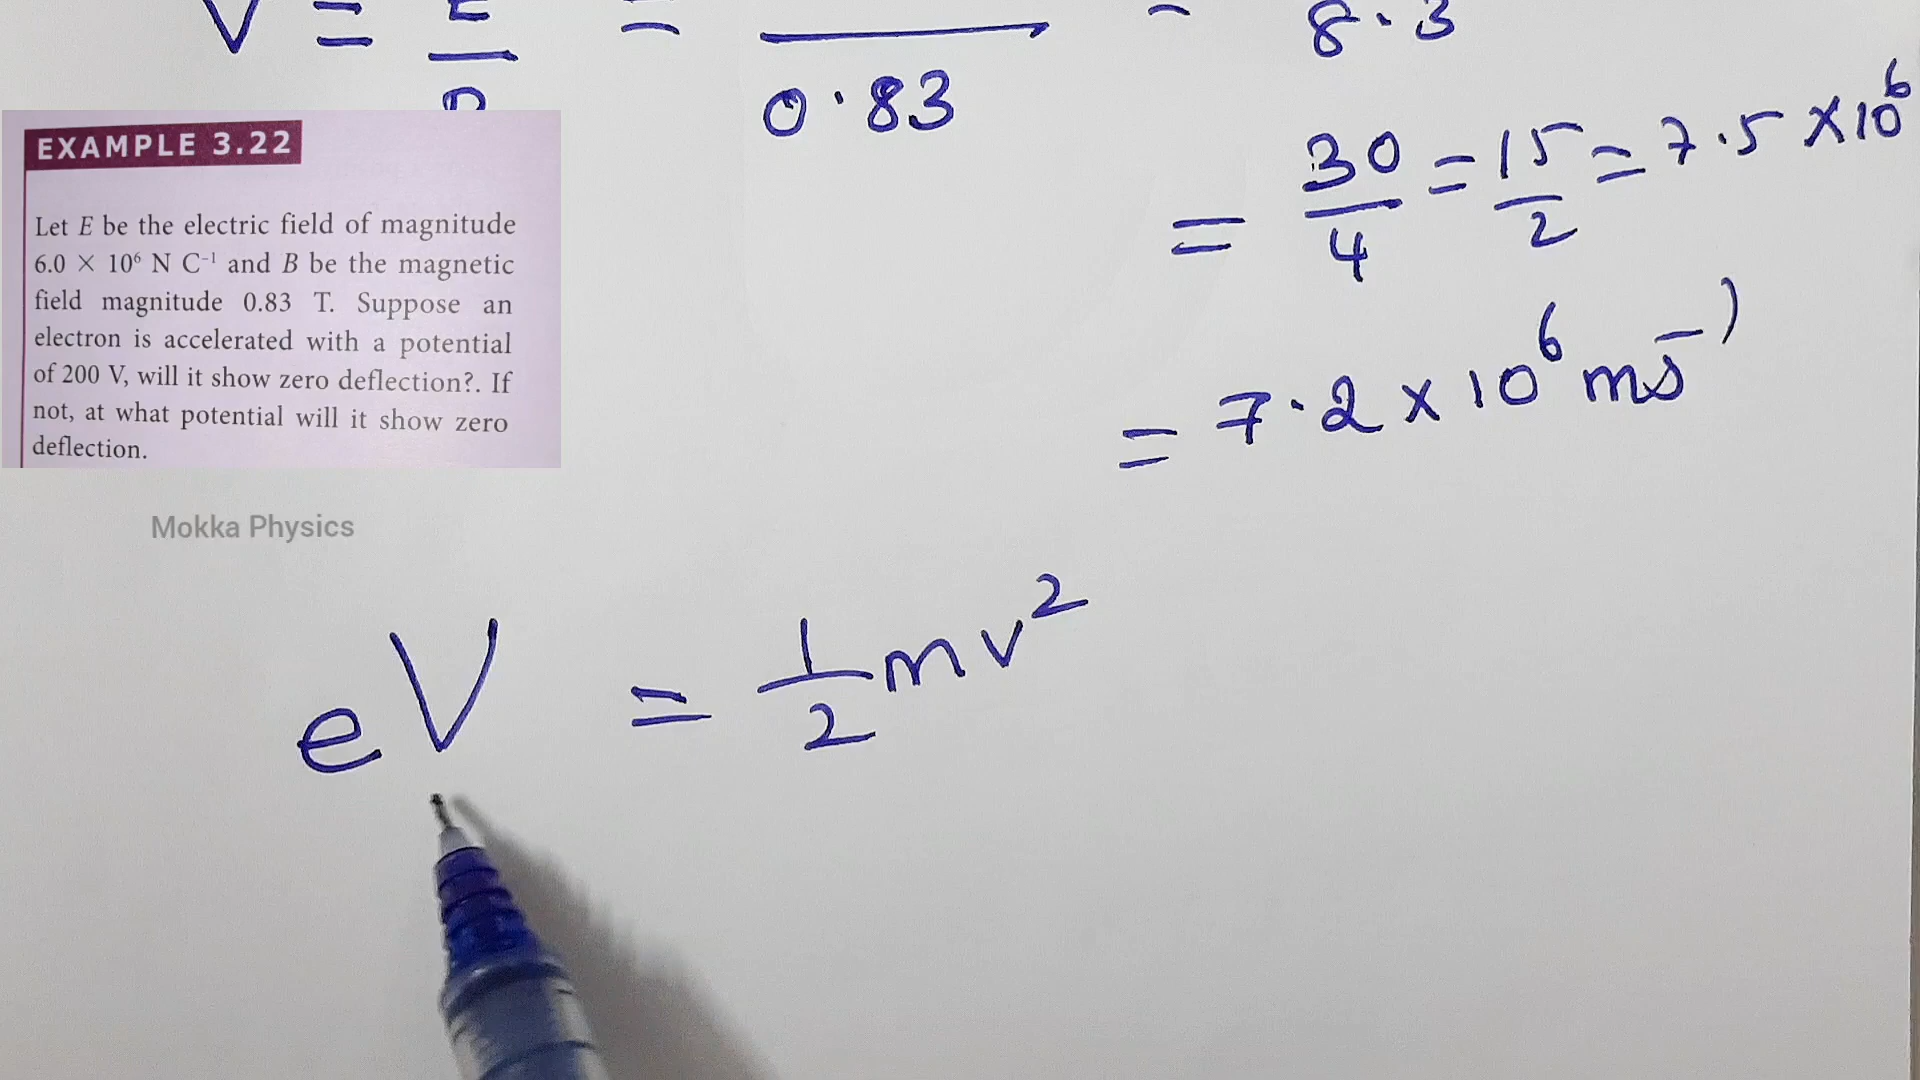 V = E =
8.3
B 0.83
EXAMPLE 3.22
Let E be the electric field of magnitude
6.0 × 10⁶ N C⁻¹ and B be the magnetic
field magnitude 0.83 T. Suppose an
electron is accelerated with a potential
of 200 V, will it show zero deflection?. If
not, at what potential will it show zero
deflection.
= 30/4 = 15/2 = 7.5 × 10⁶
= 7.2 × 10⁶ ms⁻¹
Mokka Physics
eV = 1/2 mv²